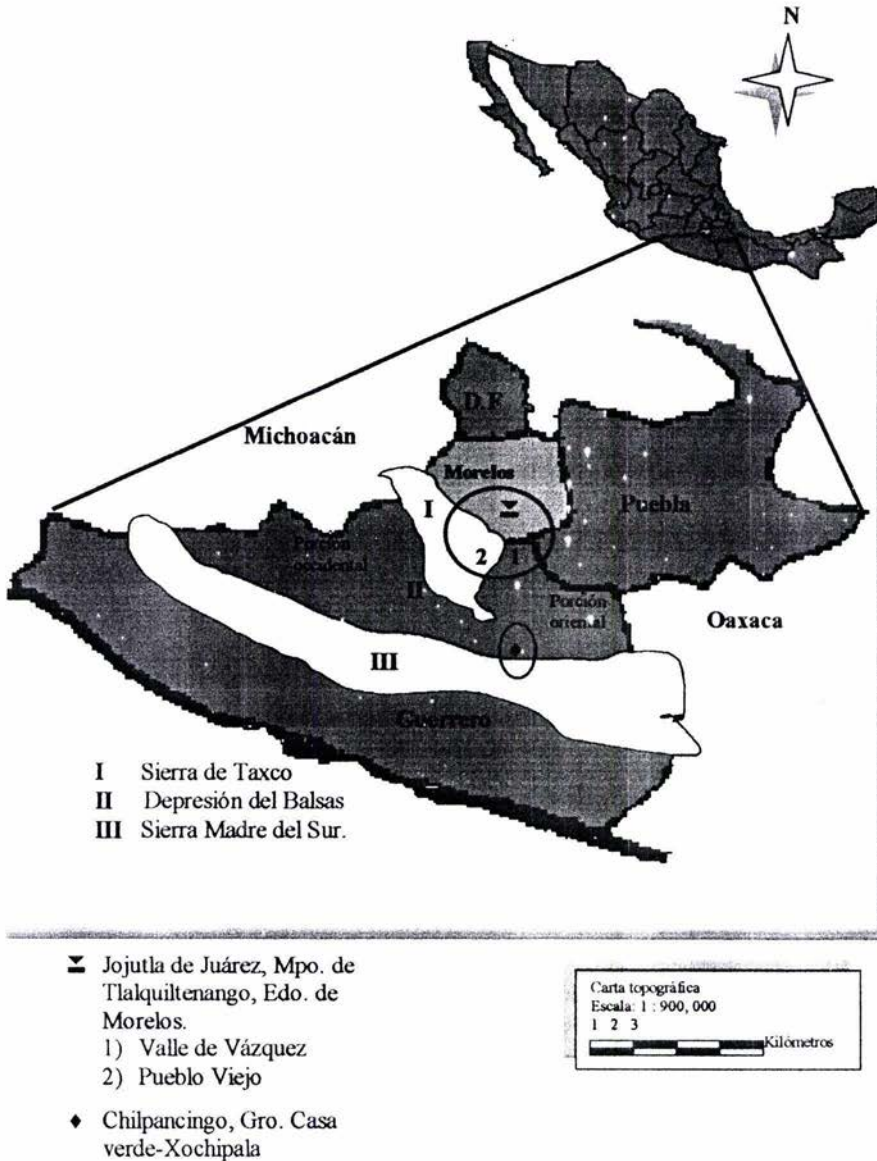 N
D.F
Michoacán
Morelos
I
Puebla
Porción
occidental
2 1
II
Porción
oriental
Oaxaca
III
Guerrero
I Sierra de Taxco
II Depresión del Balsas
III Sierra Madre del Sur.
Jojutla de Juárez, Mpo. de
Tlalquiltenango, Edo. de
Morelos.
1) Valle de Vázquez
2) Pueblo Viejo
Chilpancingo, Gro. Casa
verde-Xochipala
Carta topográfica
Escala: 1 : 900, 000
1 2 3
Kilómetros